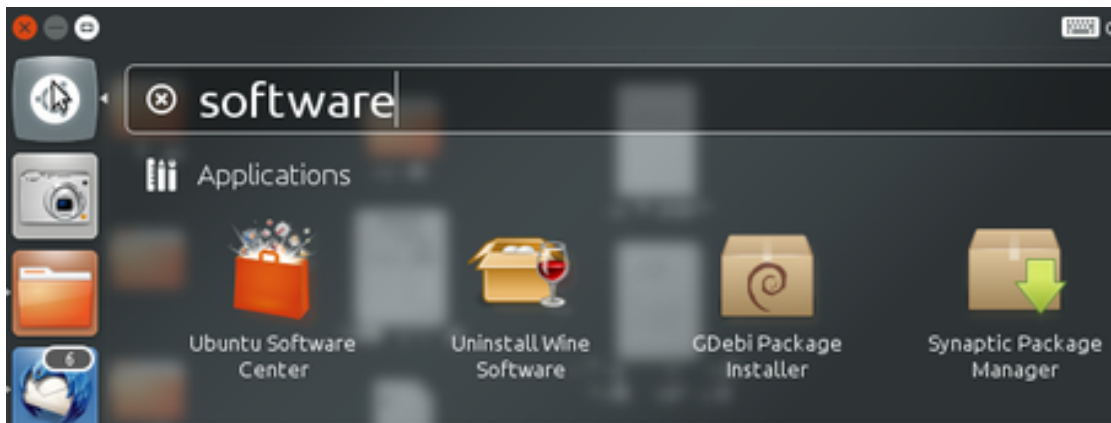 software
Applications
Ubuntu Software
Center
Uninstall Wine
Software
GDebi Package
Installer
Synaptic Package
Manager
6